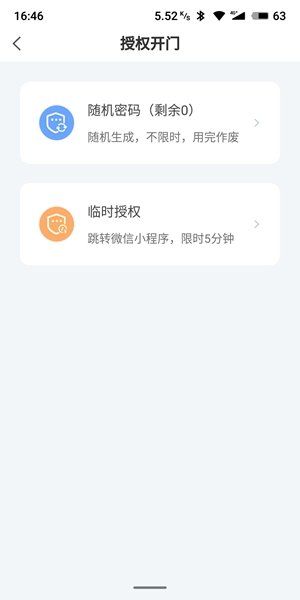 16:46 5.52 K/s 4G 63
授权开门
随机密码（剩余0）
随机生成，不限时，用完作废
临时授权
跳转微信小程序，限时5分钟